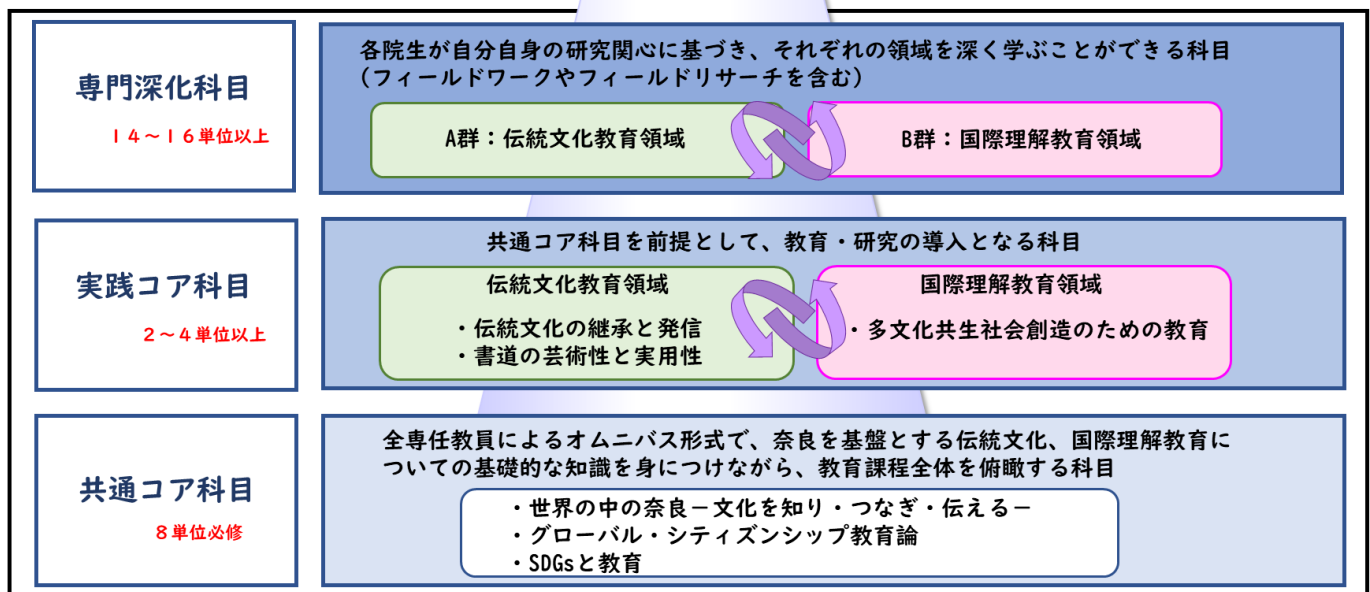 専門深化科目
14～16単位以上
各院生が自分自身の研究関心に基づき、それぞれの領域を深く学ぶことができる科目
(フィールドワークやフィールドリサーチを含む)
A群：伝統文化教育領域
B群：国際理解教育領域
実践コア科目
2～4単位以上
共通コア科目を前提として、教育・研究の導入となる科目
伝統文化教育領域
・伝統文化の継承と発信
・書道の芸術性と実用性
国際理解教育領域
・多文化共生社会創造のための教育
共通コア科目
8単位必修
全専任教員によるオムニバス形式で、奈良を基盤とする伝統文化、国際理解教育に
ついての基礎的な知識を身につけながら、教育課程全体を俯瞰する科目
・世界の中の奈良－文化を知り・つなぎ・伝える－
・グローバル・シティズンシップ教育論
・SDGsと教育